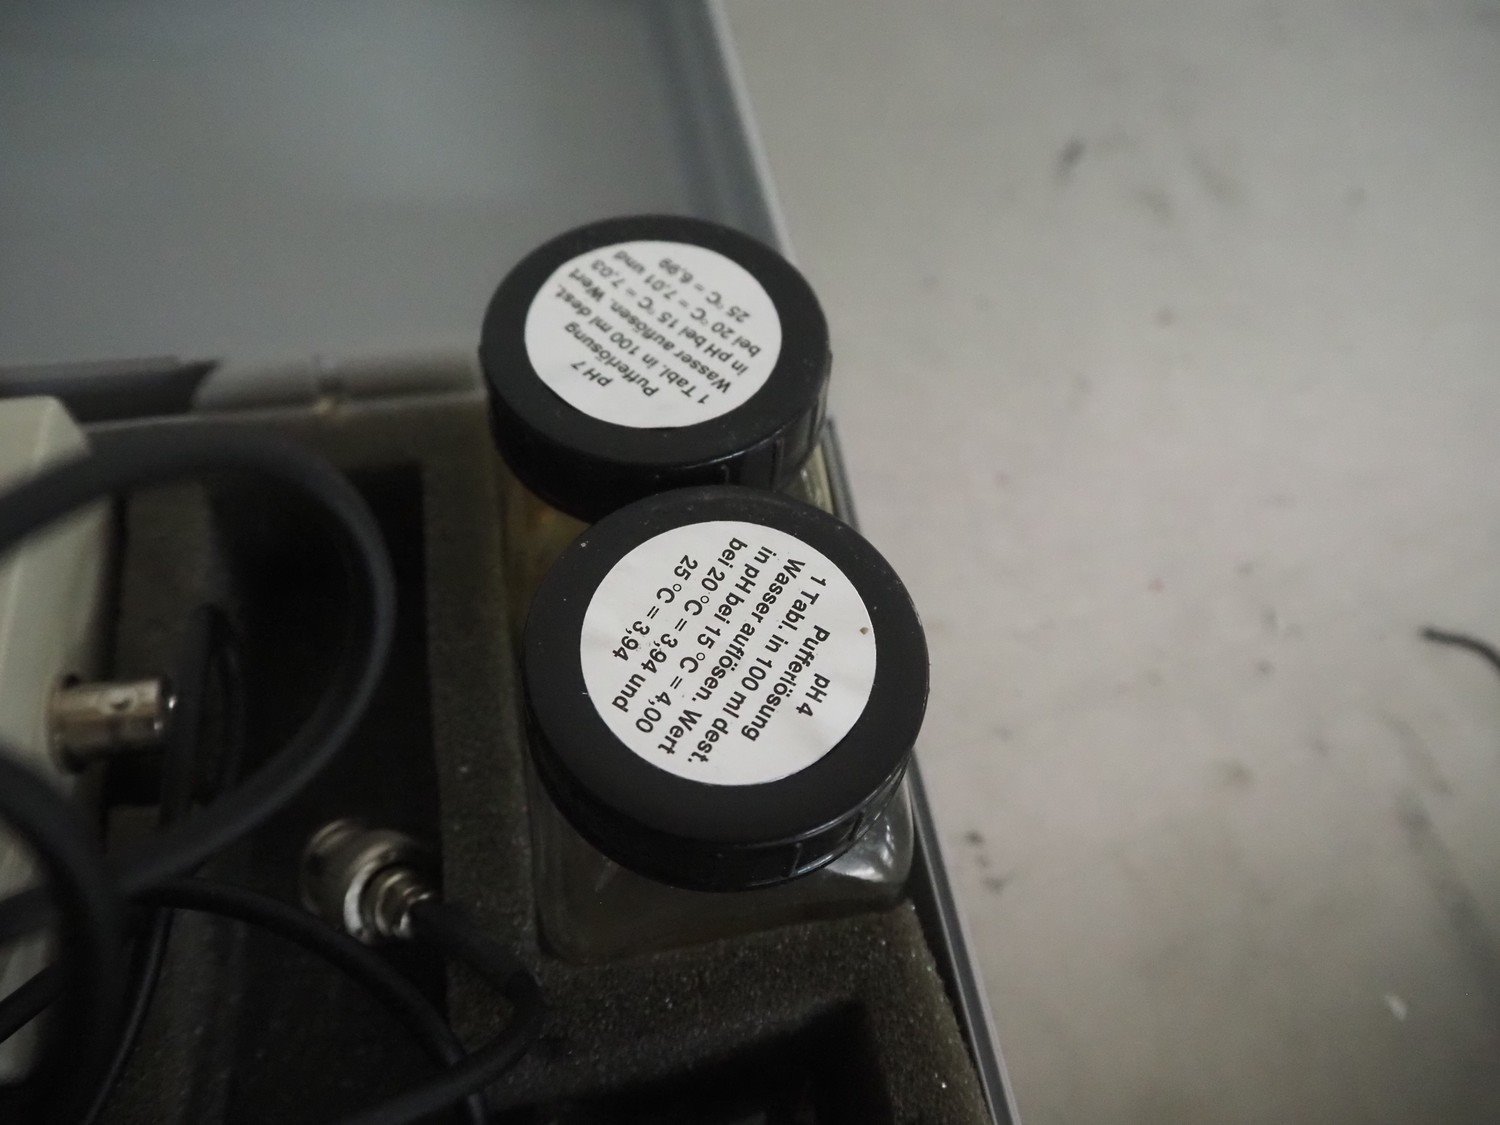 pH 7
Pufferlösung
1 Tabl. in 100 ml dest.
Wasser auflösen. Wert
in pH bei 15 °C = 7,03
bei 20 °C = 7,01 und
25 °C = 6,99
pH 4
Pufferlösung
1 Tabl. in 100 ml dest.
Wasser auflösen. Wert
in pH bei 15 °C = 4,00
bei 20 °C = 3,94 und
25 °C = 3,94